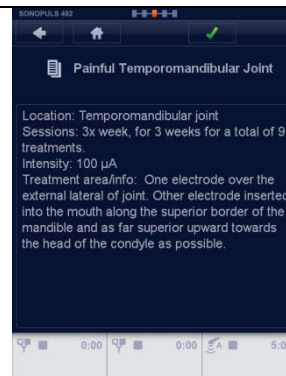 SONOPULS 492
Painful Temporomandibular Joint
Location: Temporomandibular joint
Sessions: 3x week, for 3 weeks for a total of 9
treatments.
Intensity: 100 µA
Treatment area/info: One electrode over the
external lateral of joint. Other electrode inserted
into the mouth along the superior border of the
mandible and as far superior upward towards
the head of the condyle as possible.
0:00 0:00 A 5:0